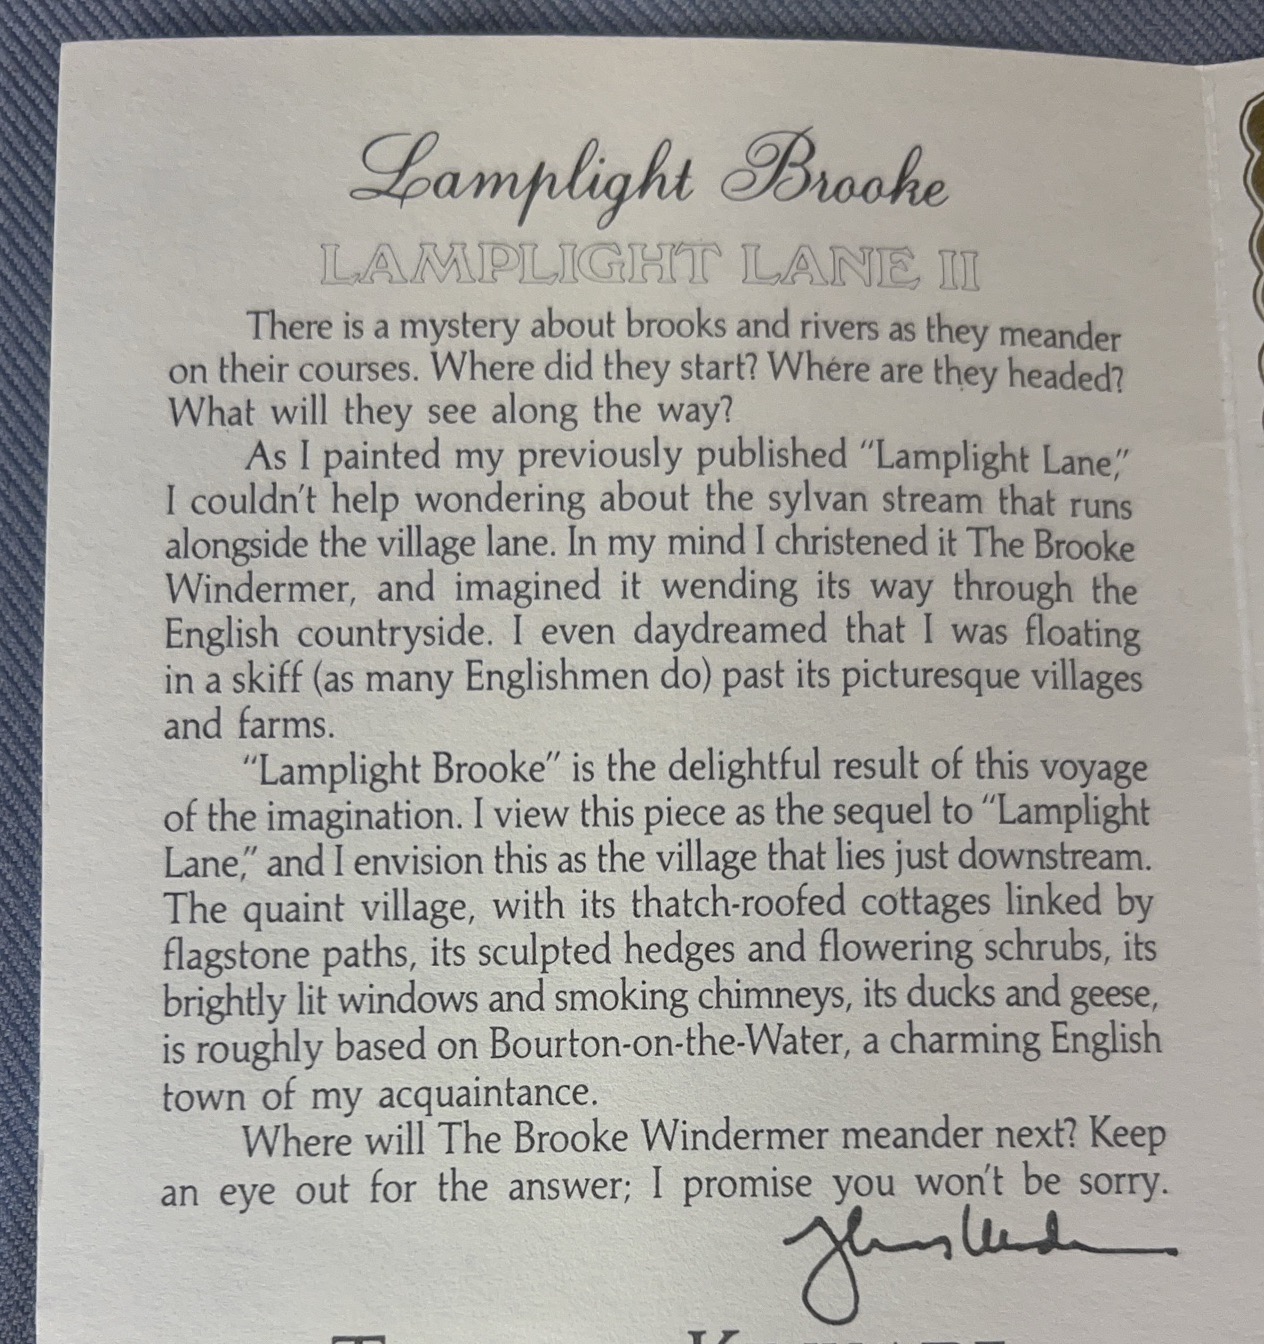 Lamplight Brooke
LAMPLIGHT LANE II
There is a mystery about brooks and rivers as they meander
on their courses. Where did they start? Where are they headed?
What will they see along the way?
As I painted my previously published “Lamplight Lane,”
I couldn't help wondering about the sylvan stream that runs
alongside the village lane. In my mind I christened it The Brooke
Windermer, and imagined it wending its way through the
English countryside. I even daydreamed that I was floating
in a skiff (as many Englishmen do) past its picturesque villages
and farms.
“Lamplight Brooke” is the delightful result of this voyage
of the imagination. I view this piece as the sequel to “Lamplight
Lane,” and I envision this as the village that lies just downstream.
The quaint village, with its thatch-roofed cottages linked by
flagstone paths, its sculpted hedges and flowering schrubs, its
brightly lit windows and smoking chimneys, its ducks and geese,
is roughly based on Bourton-on-the-Water, a charming English
town of my acquaintance.
Where will The Brooke Windermer meander next? Keep
an eye out for the answer; I promise you won't be sorry.